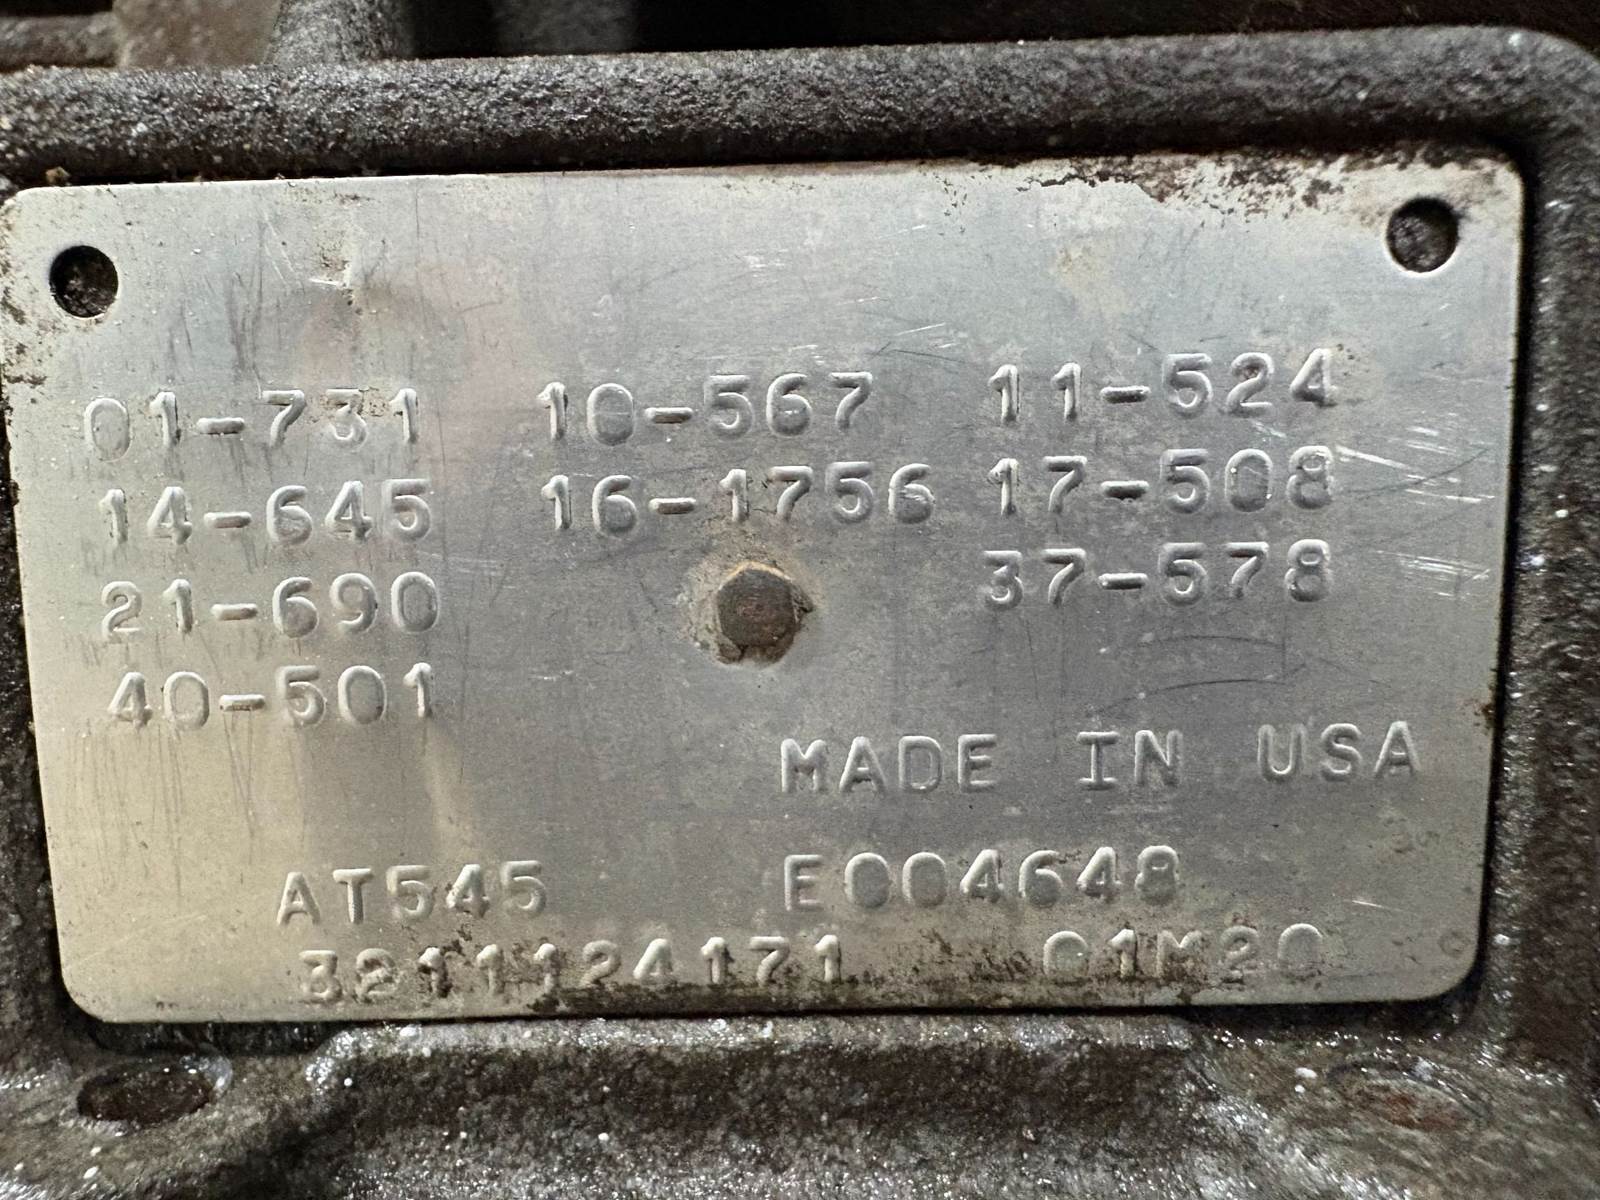 01-731 10-567 11-524
14-645 16-1756 17-508
21-690 37-578
40-501
MADE IN USA
AT545 E004648
3211124171 01M20